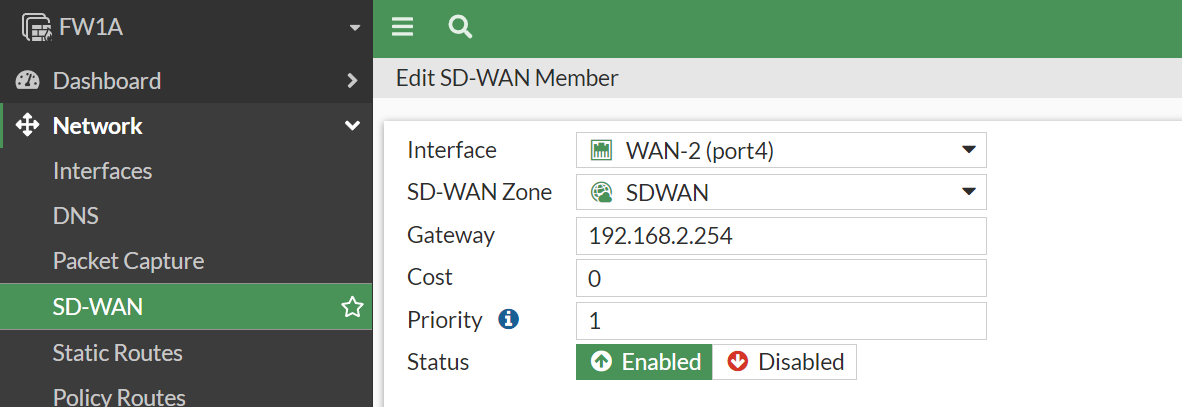 FW1A
Dashboard
Network
Interfaces
DNS
Packet Capture
SD-WAN
Static Routes
Policy Routes
Edit SD-WAN Member
Interface WAN-2 (port4)
SD-WAN Zone SDWAN
Gateway 192.168.2.254
Cost 0
Priority 1
Status Enabled Disabled